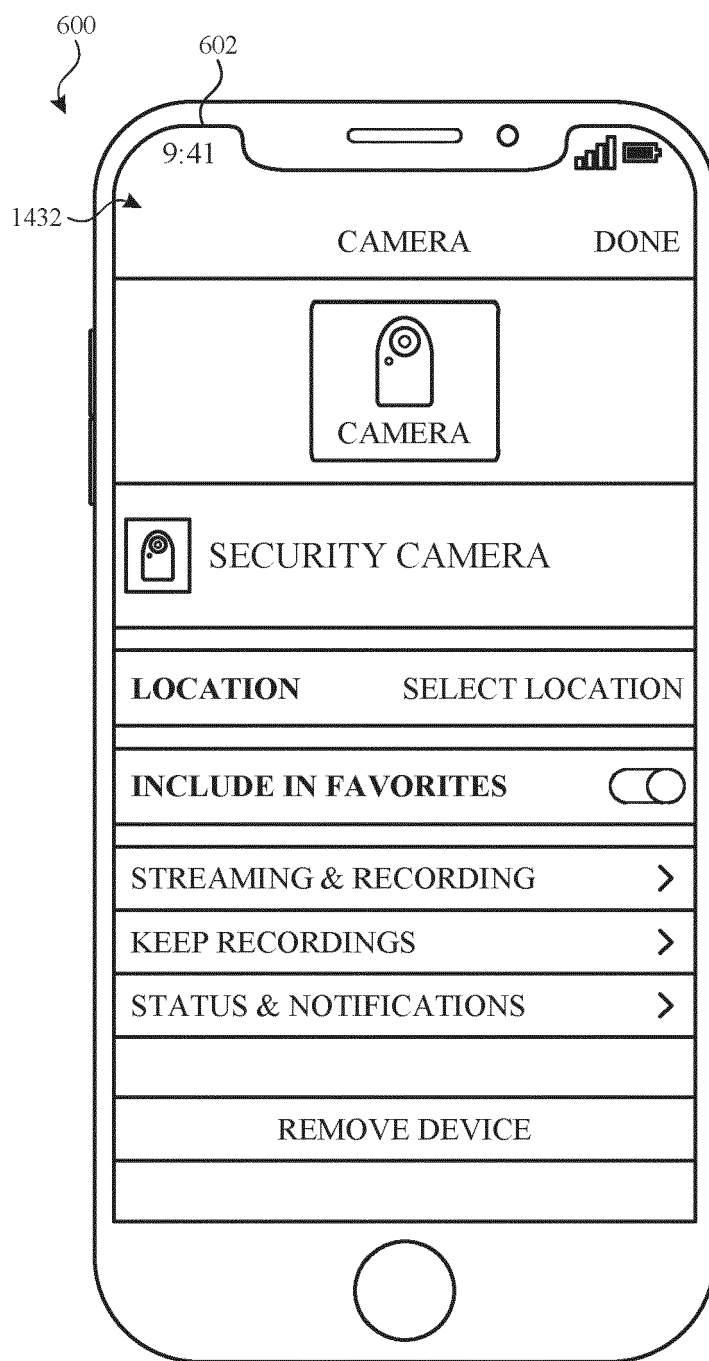 600
602
9:41
1432
CAMERA DONE
CAMERA
SECURITY CAMERA
LOCATION SELECT LOCATION
INCLUDE IN FAVORITES
STREAMING & RECORDING
KEEP RECORDINGS
STATUS & NOTIFICATIONS
REMOVE DEVICE